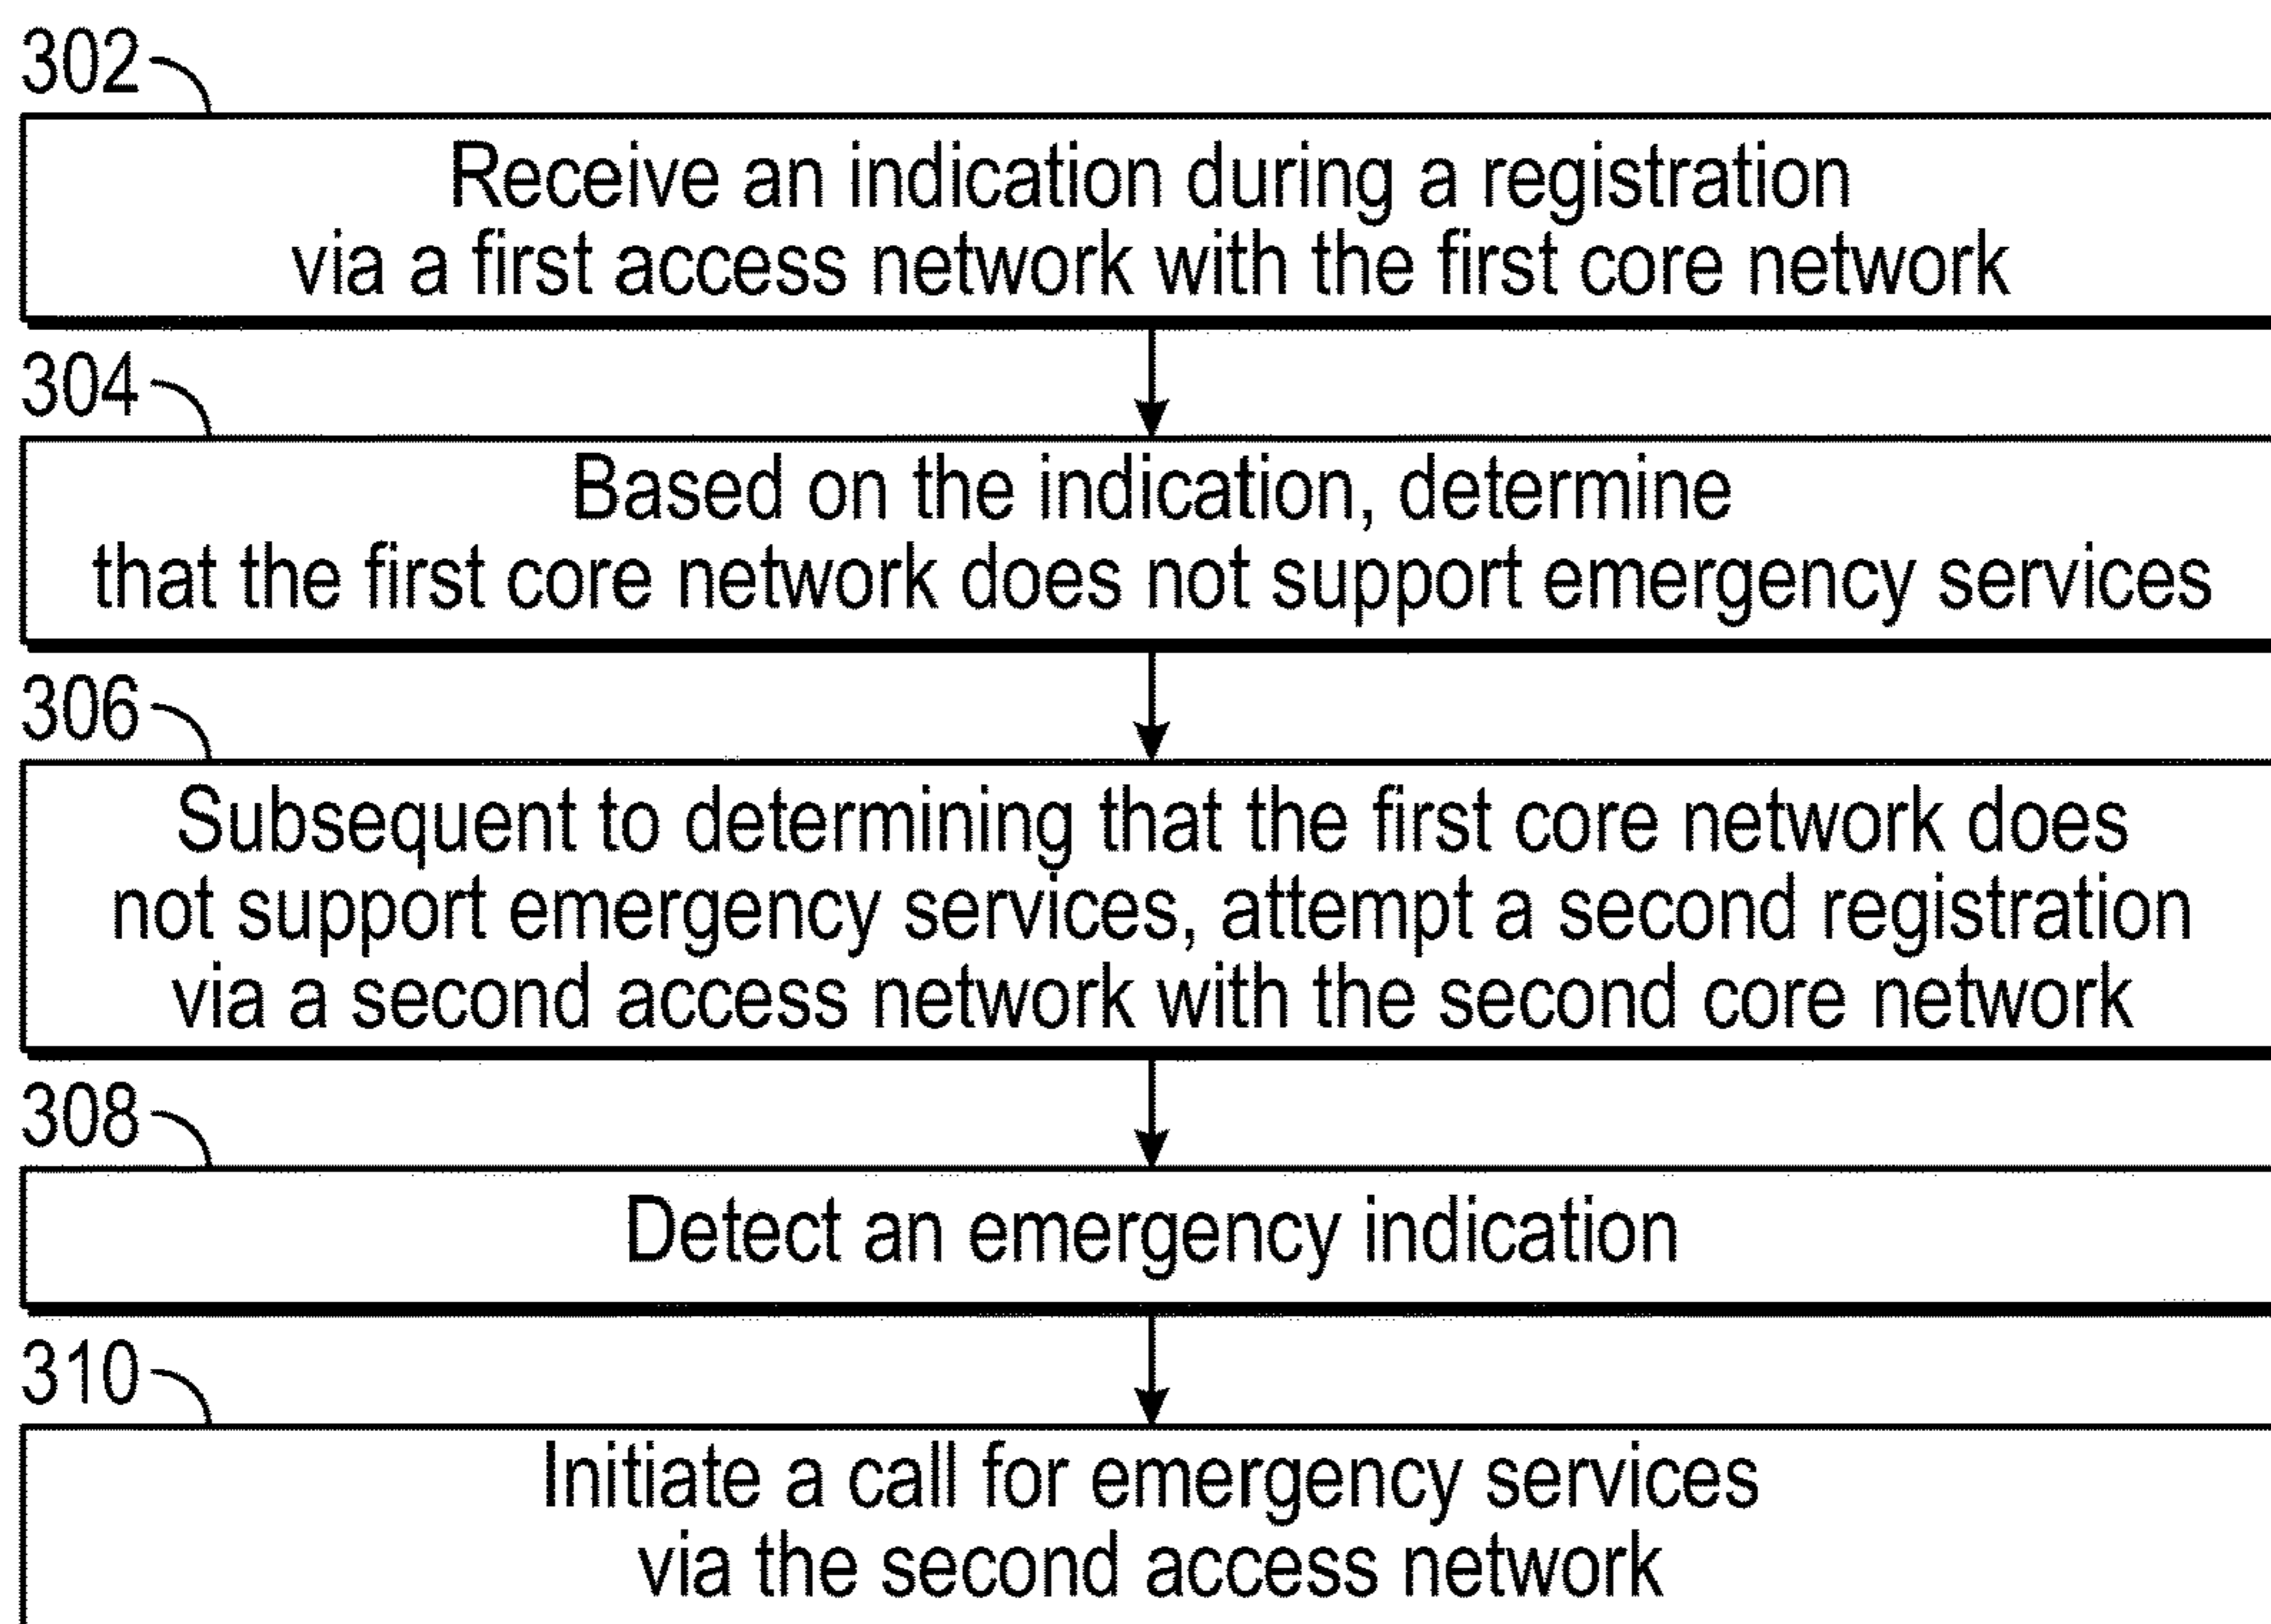 302
Receive an indication during a registration
via a first access network with the first core network
304
Based on the indication, determine
that the first core network does not support emergency services
306
Subsequent to determining that the first core network does
not support emergency services, attempt a second registration
via a second access network with the second core network
308
Detect an emergency indication
310
Initiate a call for emergency services
via the second access network